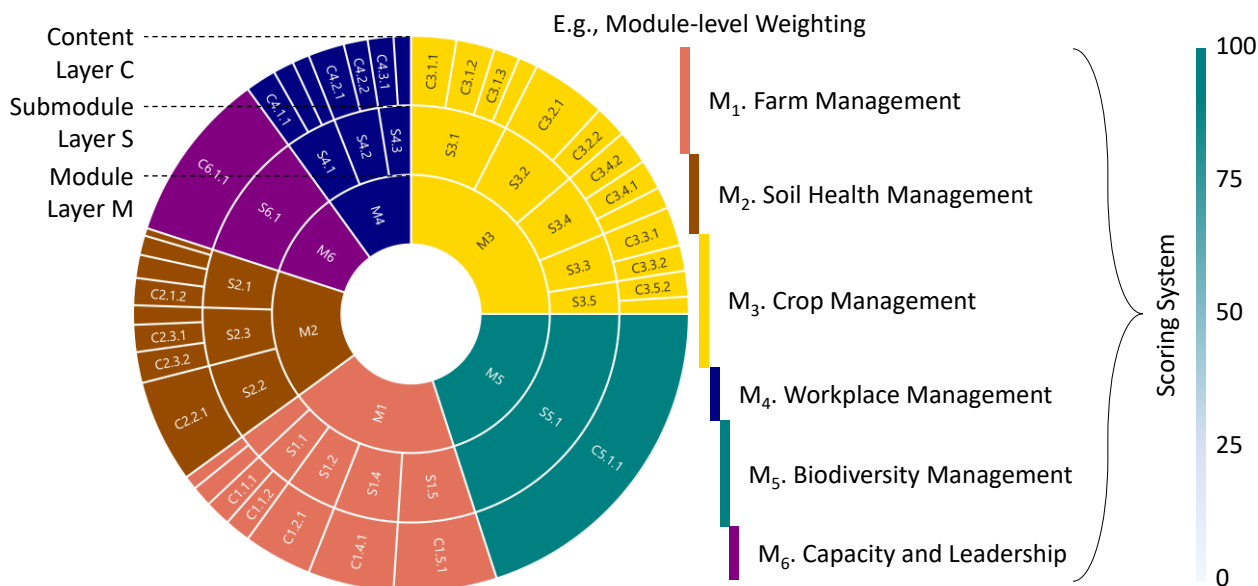 E.g., Module-level Weighting
Content
Layer C
Submodule
Layer S
Module
Layer M
C3.1.1
C3.1.2
C3.1.3
C3.2.1
C3.2.2
C3.4.2
C3.4.1
C3.3.1
C3.3.2
C3.5.2
S3.1
S3.2
S3.4
S3.3
S3.5
M3
M5
S5.1
C5.1.1
M1
S1.5
S1.4
S1.2
S1.1
C1.5.1
C1.4.1
C1.2.1
C1.1.2
C1.1.1
M2
S2.2
S2.3
S2.1
C2.2.1
C2.3.2
C2.3.1
C2.1.2
M6
S6.1
C6.1.1
M4
S4.1
S4.2
S4.3
C4.1.1
C4.2.1
C4.2.2
C4.3.1
M1. Farm Management
M2. Soil Health Management
M3. Crop Management
M4. Workplace Management
M5. Biodiversity Management
M6. Capacity and Leadership
Scoring System
100
75
50
25
0